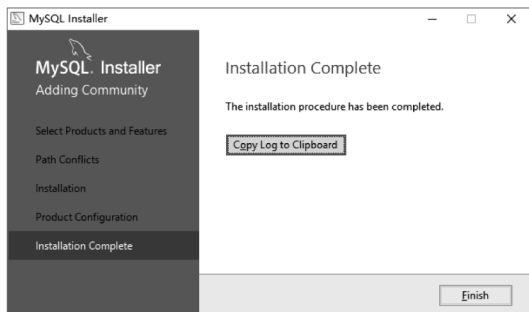 MySQL Installer
MySQL. Installer
Adding Community
Select Products and Features
Path Conflicts
Installation
Product Configuration
Installation Complete
Installation Complete
The installation procedure has been completed.
Copy Log to Clipboard
Finish